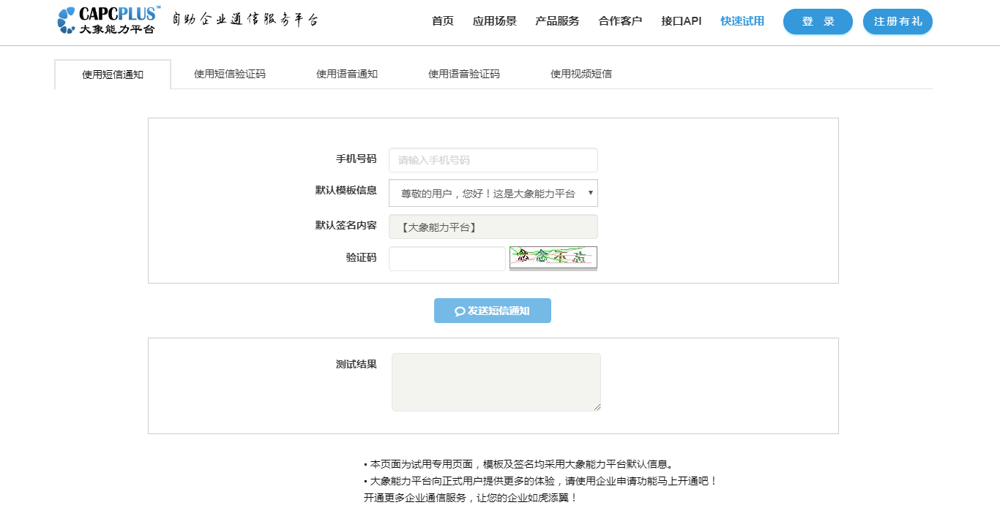 CAPCPLUS™ 大象能力平台 自助企业通信服务平台 首页 应用场景 产品服务 合作客户 接口API 快速试用 登 录 注册有礼
使用短信通知 使用短信验证码 使用语音通知 使用语音验证码 使用视频短信
手机号码 请输入手机号码
默认模板信息 尊敬的用户，您好！这是大象能力平台
默认签名内容 【大象能力平台】
验证码
发送短信通知
测试结果
▪ 本页面为试用专用页面，模板及签名均采用大象能力平台默认信息。
▪ 大象能力平台向正式用户提供更多的体验，请使用企业申请功能马上开通吧！
开通更多企业通信服务，让您的企业如虎添翼！